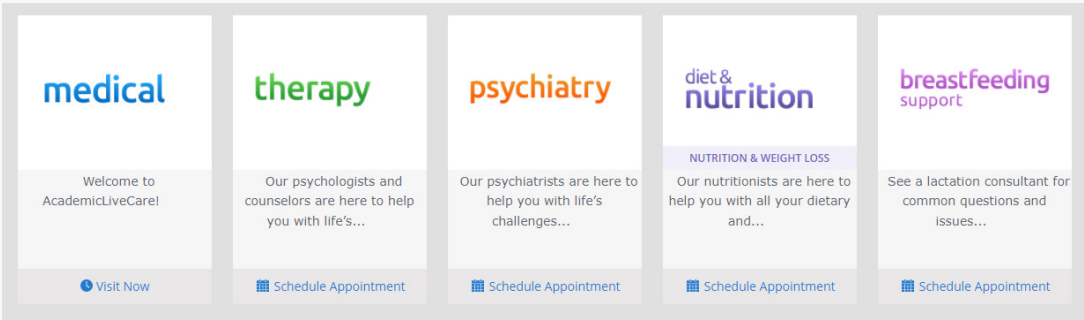 medical
Welcome to
AcademicLiveCare!
Visit Now
therapy
Our psychologists and
counselors are here to help
you with life's...
Schedule Appointment
psychiatry
Our psychiatrists are here to
help you with life's
challenges...
Schedule Appointment
diet &
nutrition
NUTRITION & WEIGHT LOSS
Our nutritionists are here to
help you with all your dietary
and...
Schedule Appointment
breastfeeding
support
See a lactation consultant for
common questions and
issues...
Schedule Appointment